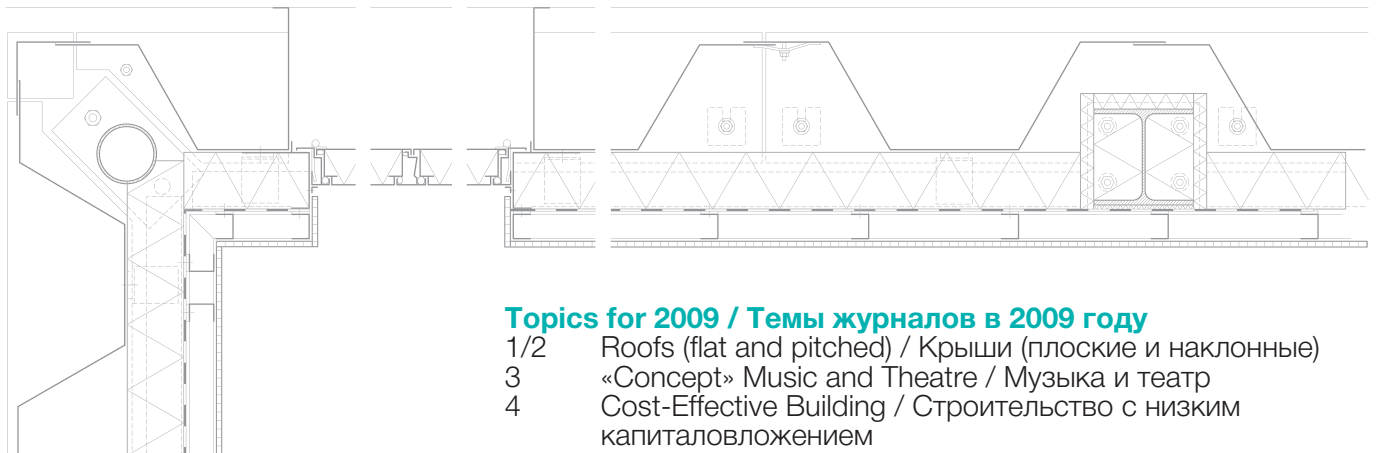 Topics for 2009 / Темы журналов в 2009 году
1/2 Roofs (flat and pitched) / Крыши (плоские и наклонные)
3 «Concept» Music and Theatre / Музыка и театр
4 Cost-Effective Building / Строительство с низким
капиталовложением